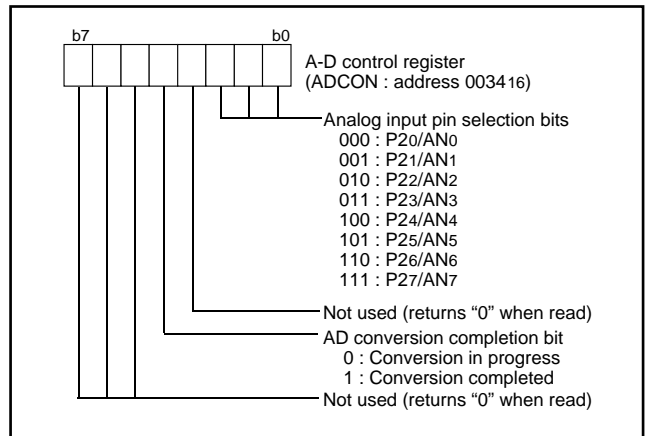 b7 b0
A-D control register
(ADCON : address 003416)
Analog input pin selection bits
000 : P20/AN0
001 : P21/AN1
010 : P22/AN2
011 : P23/AN3
100 : P24/AN4
101 : P25/AN5
110 : P26/AN6
111 : P27/AN7
Not used (returns “0” when read)
AD conversion completion bit
0 : Conversion in progress
1 : Conversion completed
Not used (returns “0” when read)